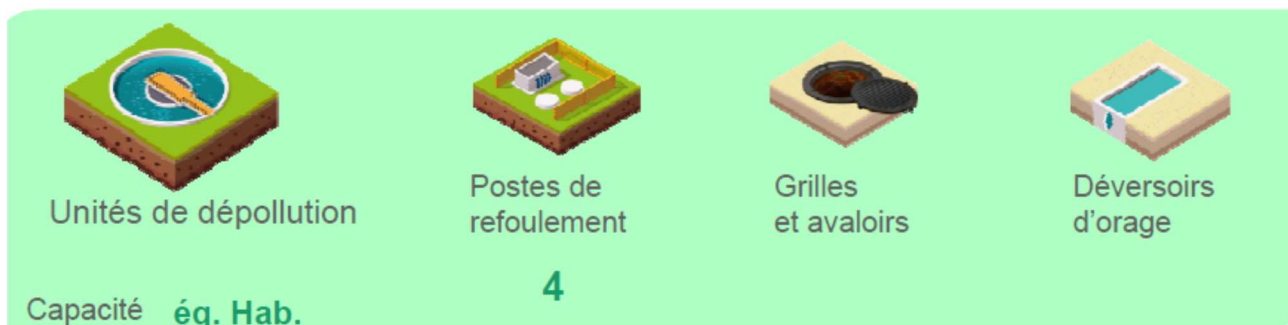 Unités de dépollution
Postes de
refoulement
Grilles
et avaloirs
Déversoirs
d'orage
4
Capacité éq. Hab.